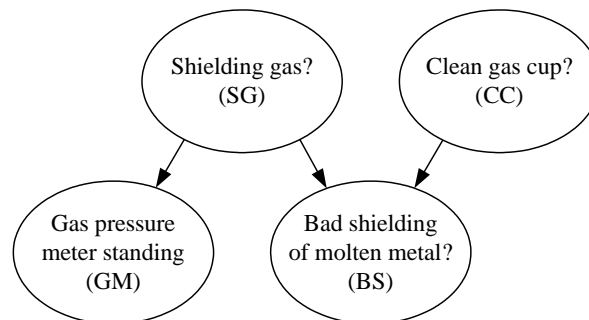 Shielding gas?
(SG)
Clean gas cup?
(CC)
Gas pressure
meter standing
(GM)
Bad shielding
of molten metal?
(BS)